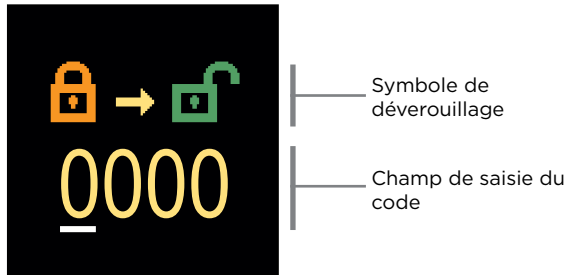 Symbole de
déverouillage
0000
Champ de saisie du
code